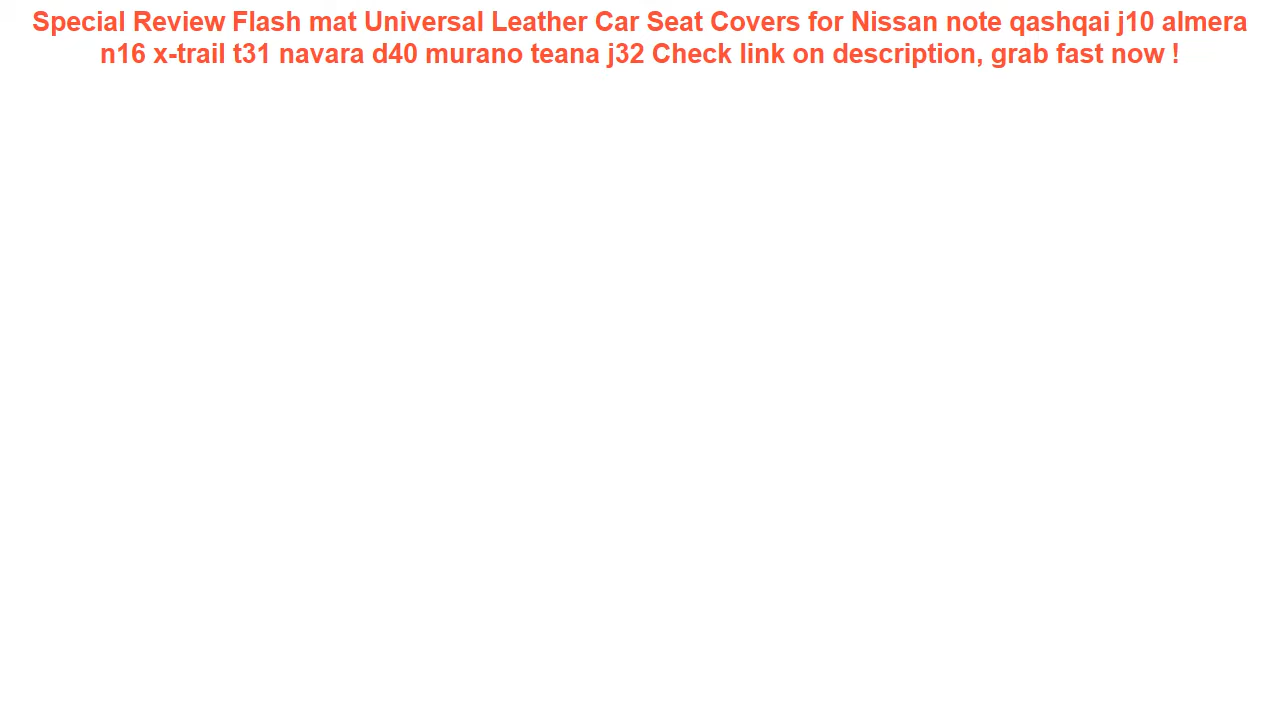 Special Review Flash mat Universal Leather Car Seat Covers for Nissan note qashqai j10 almera
n16 x-trail t31 navara d40 murano teana j32 Check link on description, grab fast now !